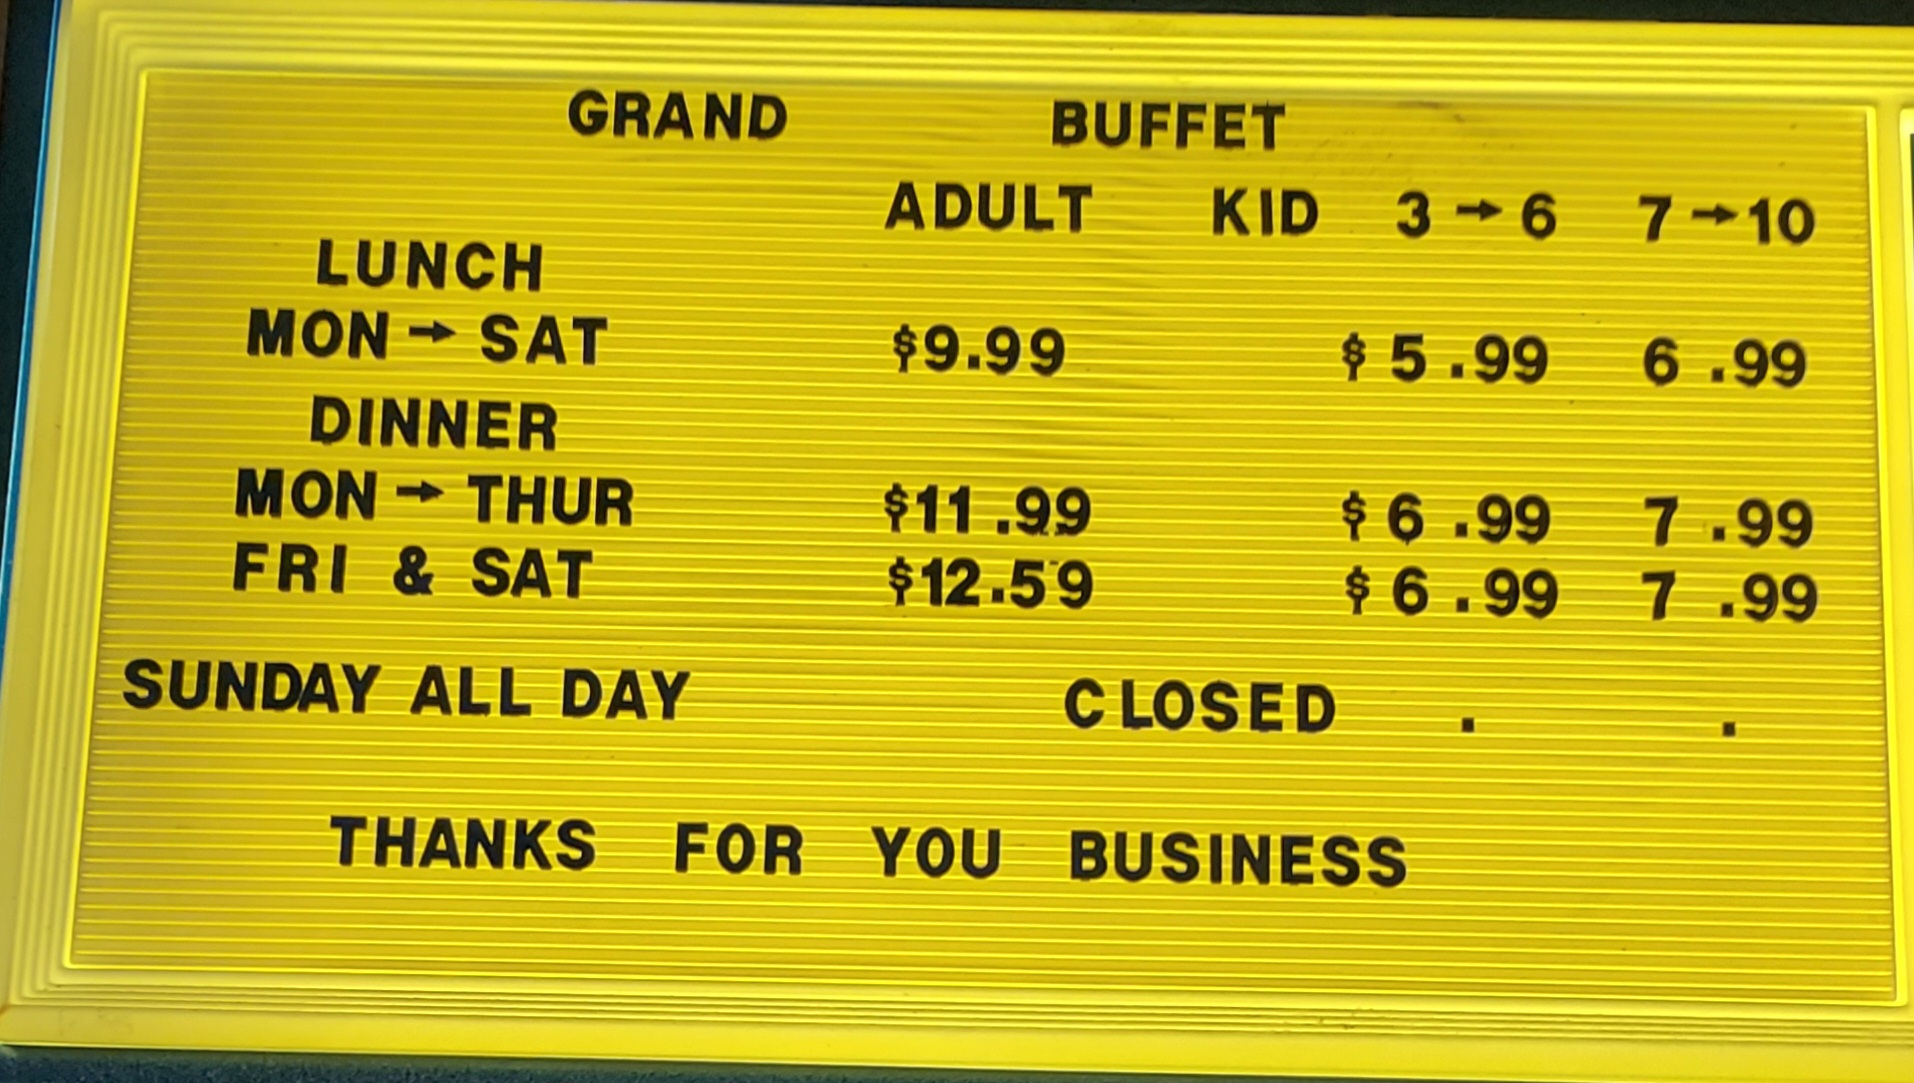 GRAND BUFFET
ADULT KID 3→6 7→10
LUNCH
MON→SAT $9.99 $5.99 6.99
DINNER
MON→THUR $11.99 $6.99 7.99
FRI & SAT $12.59 $6.99 7.99
SUNDAY ALL DAY CLOSED . .
THANKS FOR YOU BUSINESS